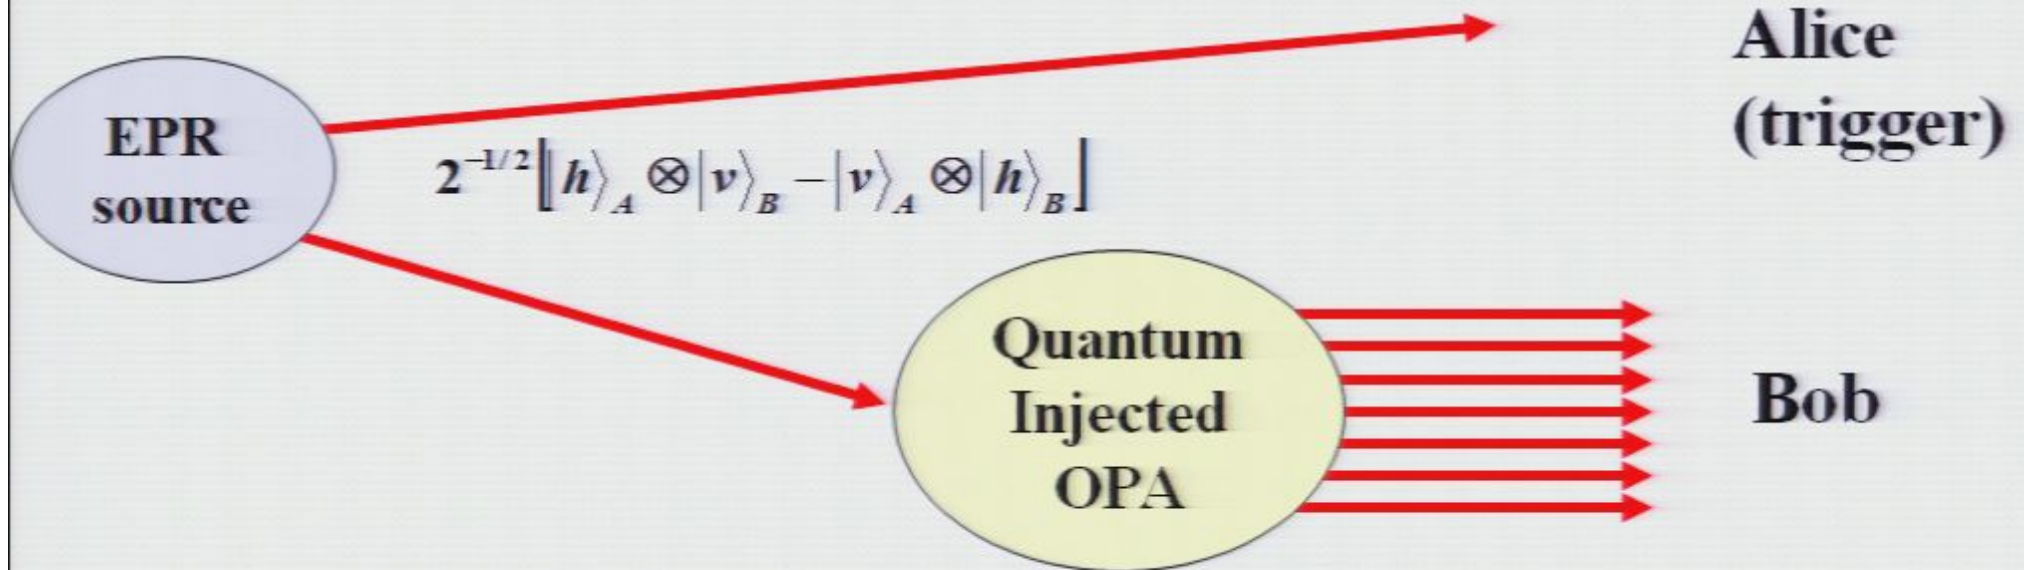 Alice
(trigger)
EPR
source
2^{-1/2}[|h⟩_A ⊗|v⟩_B −|v⟩_A ⊗|h⟩_B]
Quantum
Injected
OPA
Bob